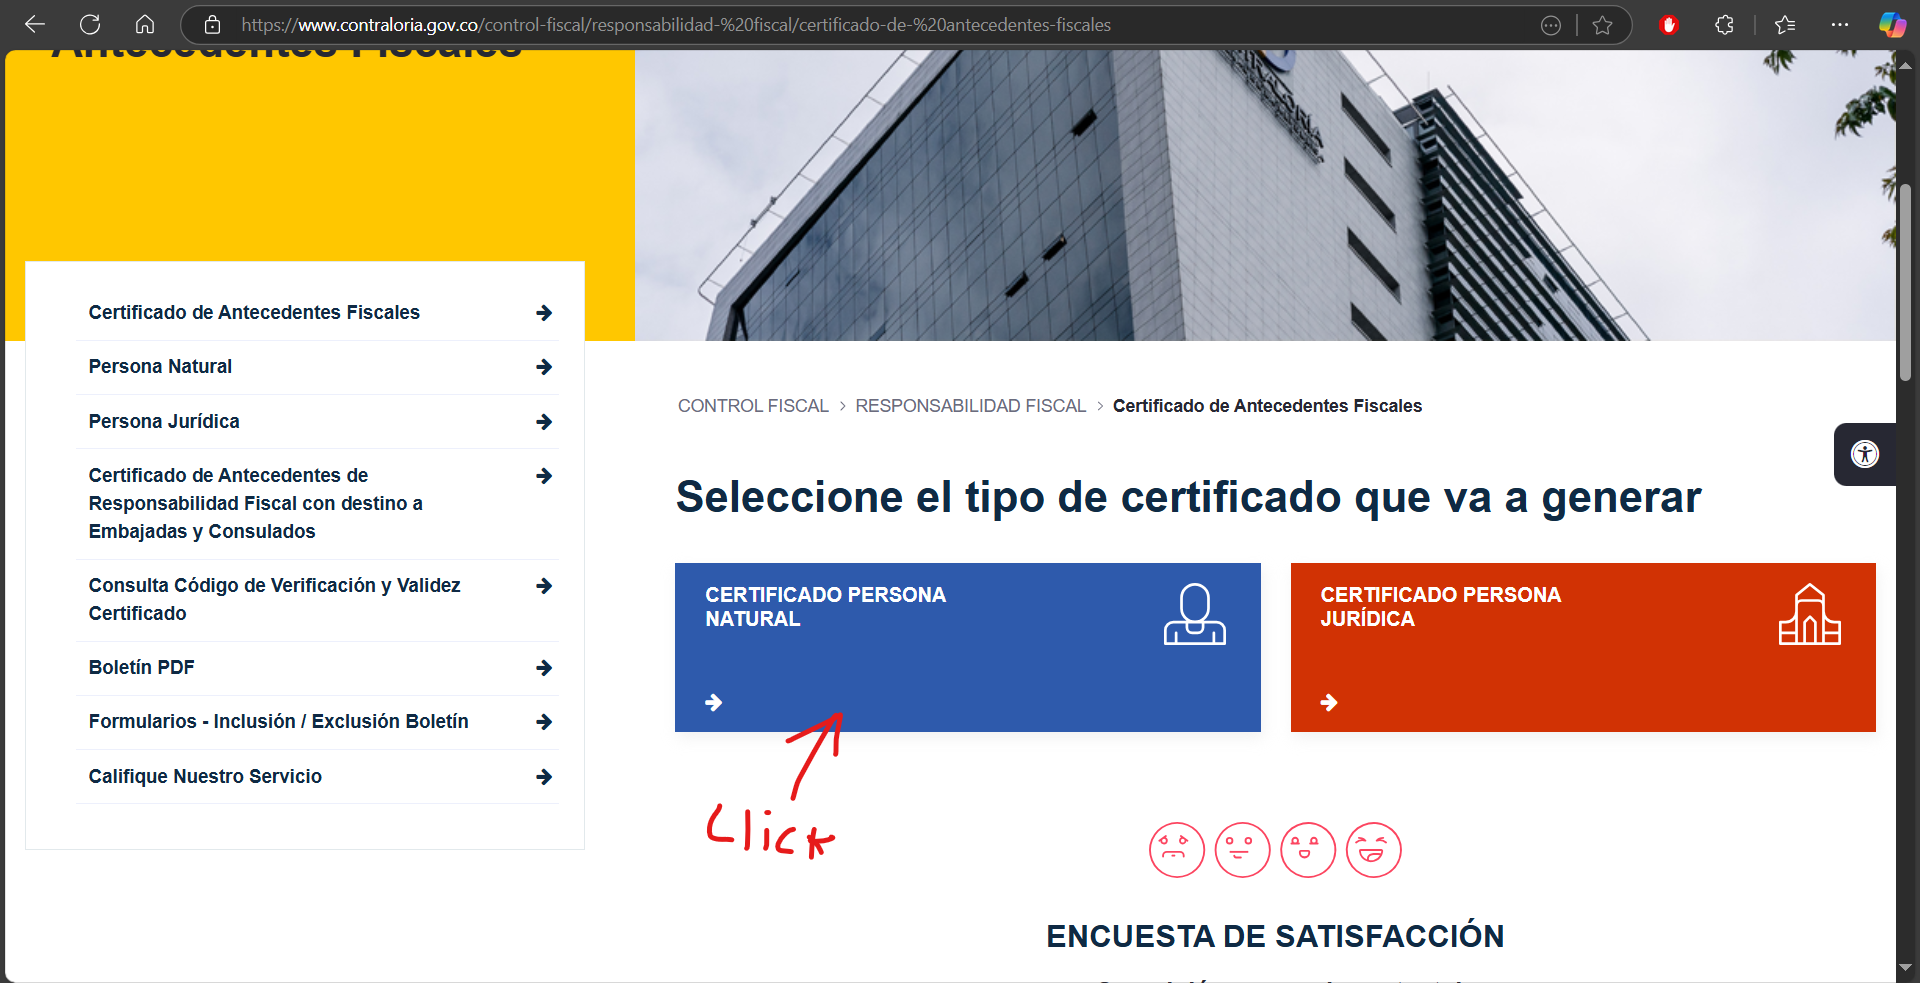 https://www.contraloria.gov.co/control-fiscal/responsabilidad-%20fiscal/certificado-de-%20antecedentes-fiscales
Antecedentes Fiscales
CONTRALORÍA
Certificado de Antecedentes Fiscales
Persona Natural
Persona Jurídica
Certificado de Antecedentes de
Responsabilidad Fiscal con destino a
Embajadas y Consulados
Consulta Código de Verificación y Validez
Certificado
Boletín PDF
Formularios - Inclusión / Exclusión Boletín
Califique Nuestro Servicio
CONTROL FISCAL > RESPONSABILIDAD FISCAL > Certificado de Antecedentes Fiscales
Seleccione el tipo de certificado que va a generar
CERTIFICADO PERSONA
NATURAL
CERTIFICADO PERSONA
JURÍDICA
Click
ENCUESTA DE SATISFACCIÓN